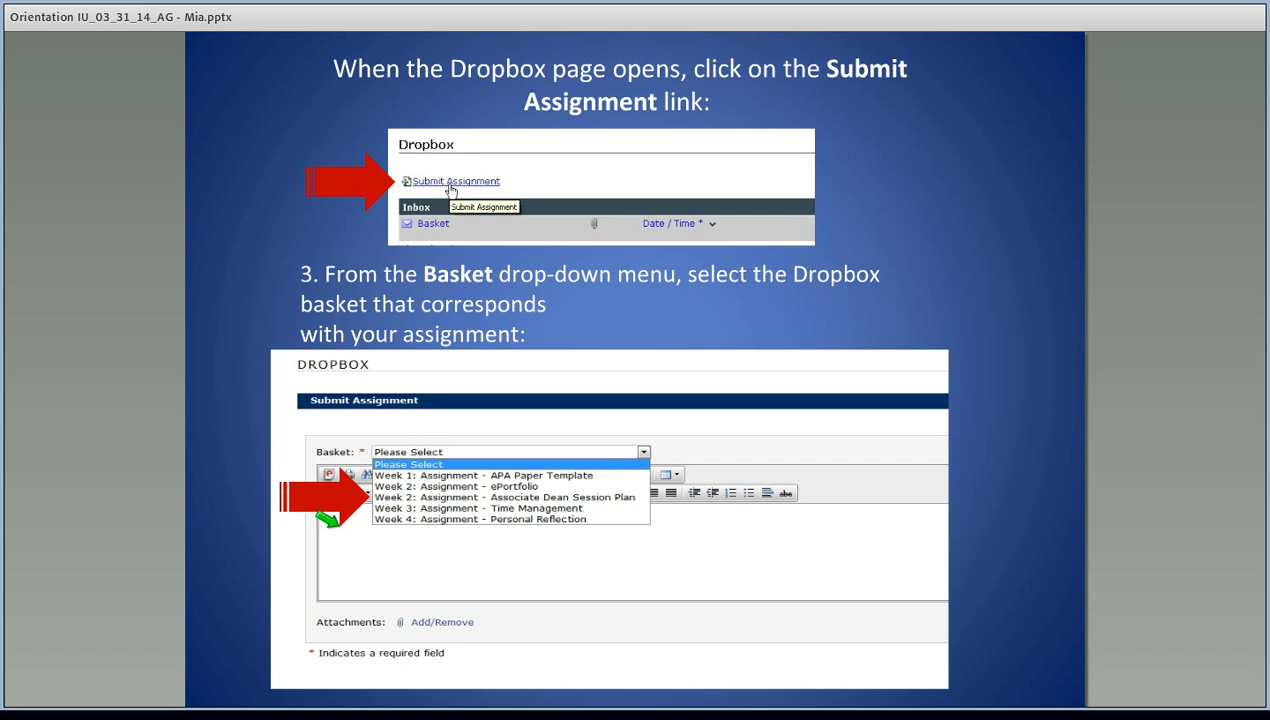 Orientation IU_03_31_14_AG - Mia.pptx
When the Dropbox page opens, click on the Submit
Assignment link:
Dropbox
Submit Assignment
Submit Assignment
Inbox
Basket Date / Time *
3. From the Basket drop-down menu, select the Dropbox
basket that corresponds
with your assignment:
DROPBOX
Submit Assignment
Basket: * Please Select
Please Select
Week 1: Assignment - APA Paper Template
Week 2: Assignment - ePortfolio
Week 2: Assignment - Associate Dean Session Plan
Week 3: Assignment - Time Management
Week 4: Assignment - Personal Reflection
abc
Attachments: Add/Remove
* Indicates a required field